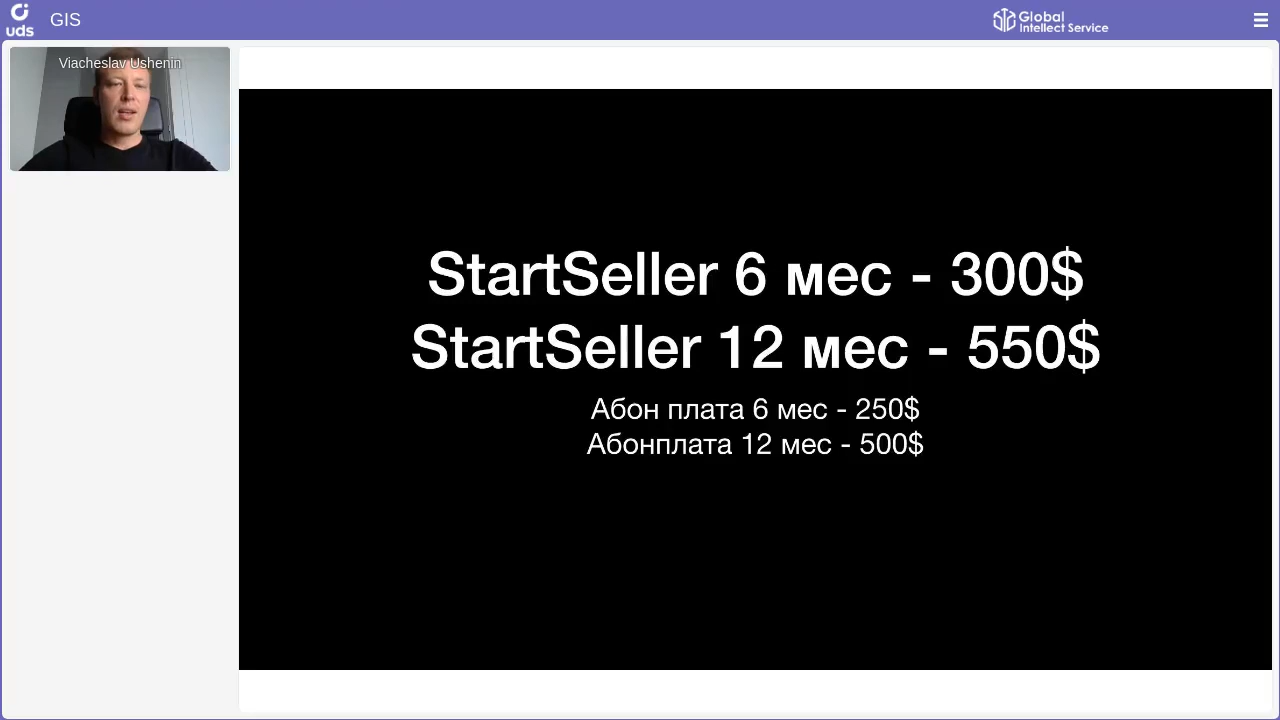 uds
GIS
Global
Intellect Service
Viacheslav Ushenin
StartSeller 6 мес - 300$
StartSeller 12 мес - 550$
Абон плата 6 мес - 250$
Абонплата 12 мес - 500$